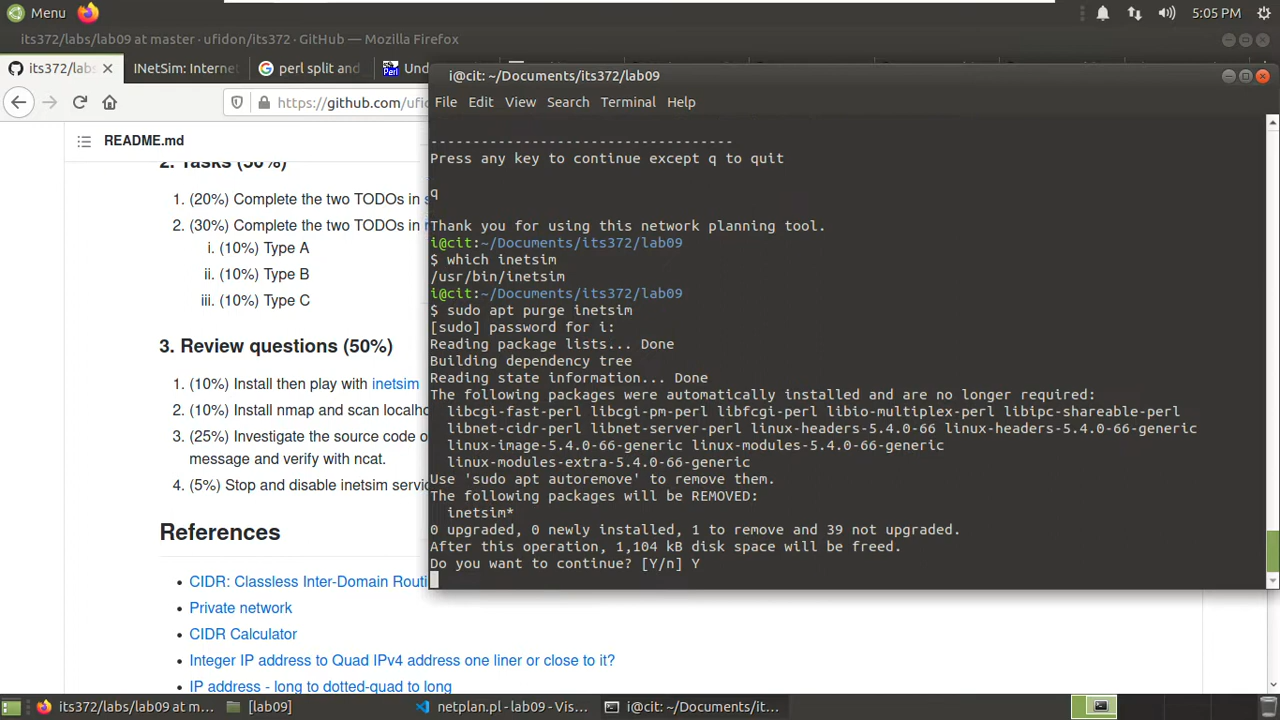 Menu
5:05 PM
its372/labs/lab09 at master · ufidon/its372 · GitHub — Mozilla Firefox
its372/labs
INetSim: Internet
perl split and
Und
https://github.com/ufid
README.md
2. Tasks (50%)
1. (20%) Complete the two TODOs in
2. (30%) Complete the two TODOs in
i. (10%) Type A
ii. (10%) Type B
iii. (10%) Type C
3. Review questions (50%)
1. (10%) Install then play with inetsim
2. (10%) Install nmap and scan localho
3. (25%) Investigate the source code o
message and verify with ncat.
4. (5%) Stop and disable inetsim servic
References
• CIDR: Classless Inter-Domain Routi
• Private network
• CIDR Calculator
• Integer IP address to Quad IPv4 address one liner or close to it?
• IP address - long to dotted-quad to long
i@cit: ~/Documents/its372/lab09
File Edit View Search Terminal Help
-----------------------------------
Press any key to continue except q to quit
q
Thank you for using this network planning tool.
i@cit:~/Documents/its372/lab09
$ which inetsim
/usr/bin/inetsim
i@cit:~/Documents/its372/lab09
$ sudo apt purge inetsim
[sudo] password for i:
Reading package lists... Done
Building dependency tree
Reading state information... Done
The following packages were automatically installed and are no longer required:
libcgi-fast-perl libcgi-pm-perl libfcgi-perl libio-multiplex-perl libipc-shareable-perl
libnet-cidr-perl libnet-server-perl linux-headers-5.4.0-66 linux-headers-5.4.0-66-generic
linux-image-5.4.0-66-generic linux-modules-5.4.0-66-generic
linux-modules-extra-5.4.0-66-generic
Use 'sudo apt autoremove' to remove them.
The following packages will be REMOVED:
inetsim*
0 upgraded, 0 newly installed, 1 to remove and 39 not upgraded.
After this operation, 1,104 kB disk space will be freed.
Do you want to continue? [Y/n] Y
its372/labs/lab09 at m...
[lab09]
netplan.pl - lab09 - Vis...
i@cit: ~/Documents/it...